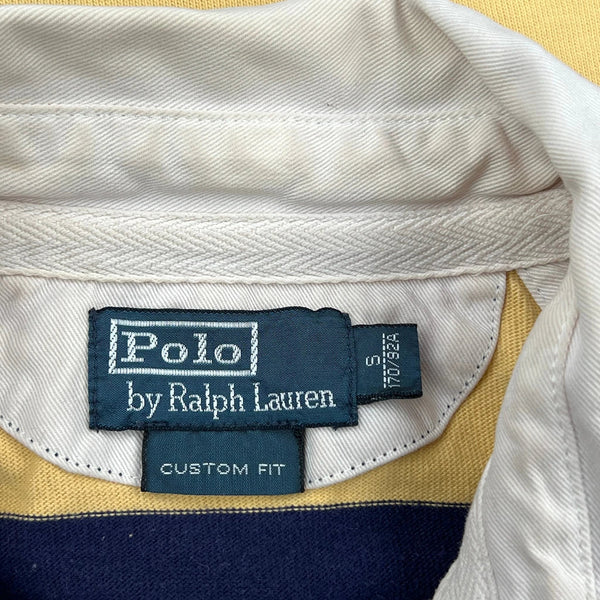 Polo
by Ralph Lauren
S
170/92A
CUSTOM FIT